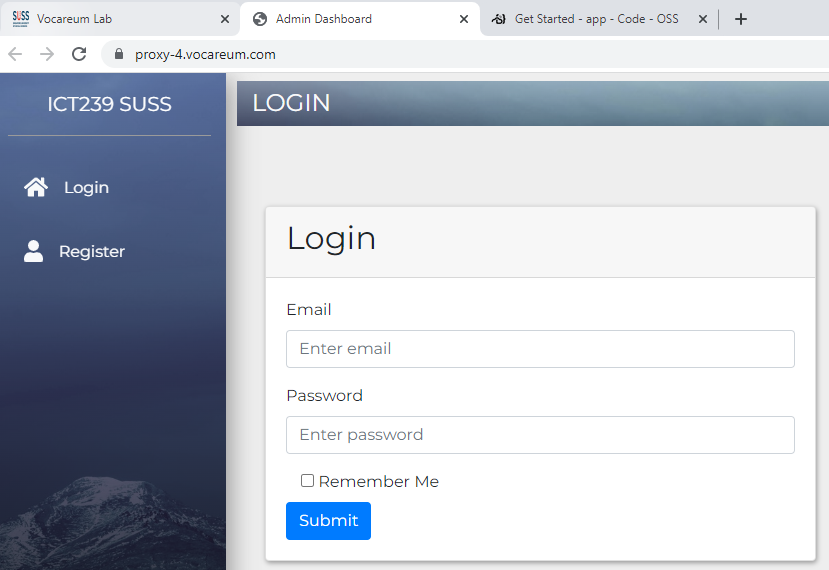 SUSS
Vocareum Lab
Admin Dashboard
Get Started - app - Code - OSS
proxy-4.vocareum.com
ICT239 SUSS
LOGIN
Login
Register
Login
Email
Enter email
Password
Enter password
Remember Me
Submit